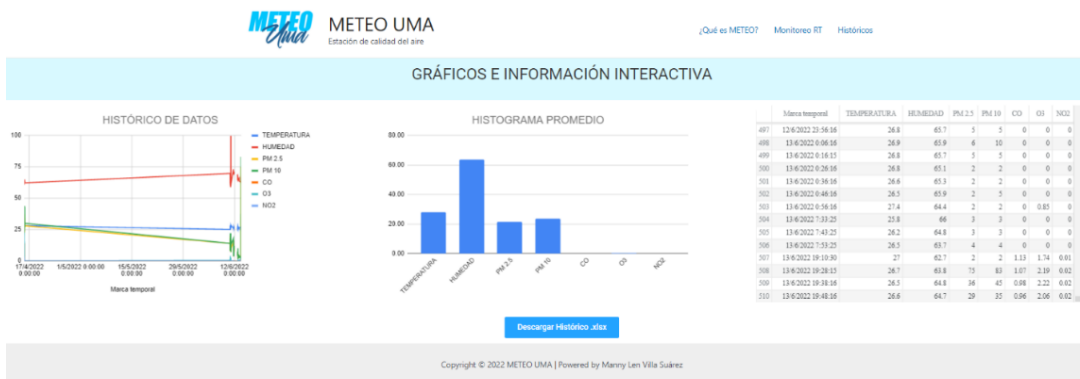 METEO
Uma
METEO UMA
Estación de calidad del aire
¿Qué es METEO? Monitoreo RT Históricos
GRÁFICOS E INFORMACIÓN INTERACTIVA
HISTÓRICO DE DATOS
100
75
50
25
0
17/4/2022 0:00:00
1/5/2022 0:00:00
15/5/2022 0:00:00
29/5/2022 0:00:00
12/6/2022 0:00:00
Marca temporal
TEMPERATURA
HUMEDAD
PM 2.5
PM 10
CO
O3
NO2
HISTOGRAMA PROMEDIO
80.00
60.00
40.00
20.00
0.00
TEMPERATURA
HUMEDAD
PM 2.5
PM 10
CO
O3
NO2
Marca temporal TEMPERATURA HUMEDAD PM 2.5 PM 10 CO O3 NO2
497 12/6/2022 23:56:16 26.8 65.7 5 5 0 0 0
498 13/6/2022 0:06:16 26.9 65.9 6 10 0 0 0
499 13/6/2022 0:16:15 26.8 65.7 5 5 0 0 0
500 13/6/2022 0:26:16 26.8 65.1 2 2 0 0 0
501 13/6/2022 0:36:16 26.6 65.3 2 2 0 0 0
502 13/6/2022 0:46:16 26.5 65.9 2 5 0 0 0
503 13/6/2022 0:56:16 27.4 64.4 2 2 0 0.85 0
504 13/6/2022 7:33:25 25.8 66 3 3 0 0 0
505 13/6/2022 7:43:25 26.2 64.8 3 3 0 0 0
506 13/6/2022 7:53:25 26.5 63.7 4 4 0 0 0
507 13/6/2022 19:10:30 27 62.7 2 2 1.13 1.74 0.01
508 13/6/2022 19:28:15 26.7 63.8 75 83 1.07 2.19 0.02
509 13/6/2022 19:38:16 26.5 64.8 36 45 0.98 2.22 0.02
510 13/6/2022 19:48:16 26.6 64.7 29 35 0.96 2.06 0.02
Descargar Histórico .xlsx
Copyright © 2022 METEO UMA | Powered by Manny Len Villa Suárez